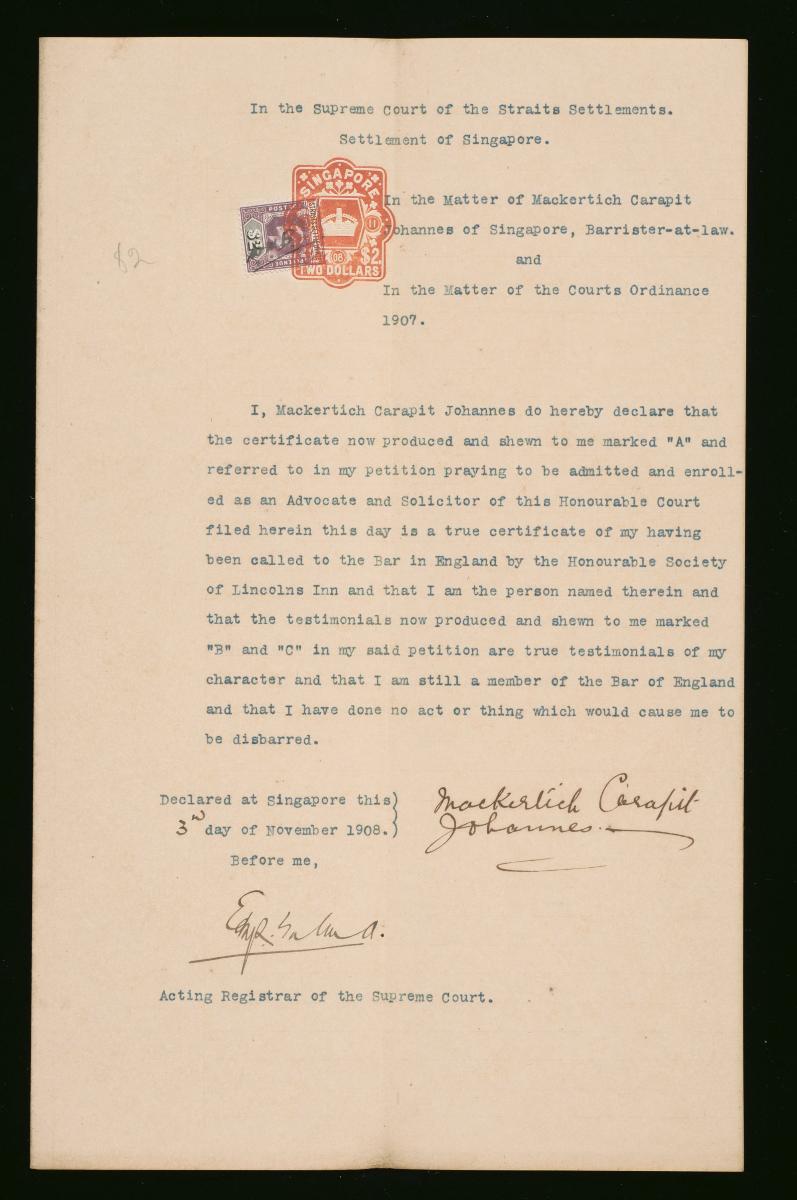 In the Supreme Court of the Straits Settlements.
Settlement of Singapore.
SINGAPORE
11
08
$2.
TWO DOLLARS
$2
$2
In the Matter of Mackertich Carapit
Johannes of Singapore, Barrister-at-law.
and
In the Matter of the Courts Ordinance
1907.
I, Mackertich Carapit Johannes do hereby declare that
the certificate now produced and shewn to me marked "A" and
referred to in my petition praying to be admitted and enroll-
ed as an Advocate and Solicitor of this Honourable Court
filed herein this day is a true certificate of my having
been called to the Bar in England by the Honourable Society
of Lincolns Inn and that I am the person named therein and
that the testimonials now produced and shewn to me marked
"B" and "C" in my said petition are true testimonials of my
character and that I am still a member of the Bar of England
and that I have done no act or thing which would cause me to
be disbarred.
Declared at Singapore this
3rd day of November 1908.
Before me,
Mackertich Carapit
Johannes.
Acting Registrar of the Supreme Court.